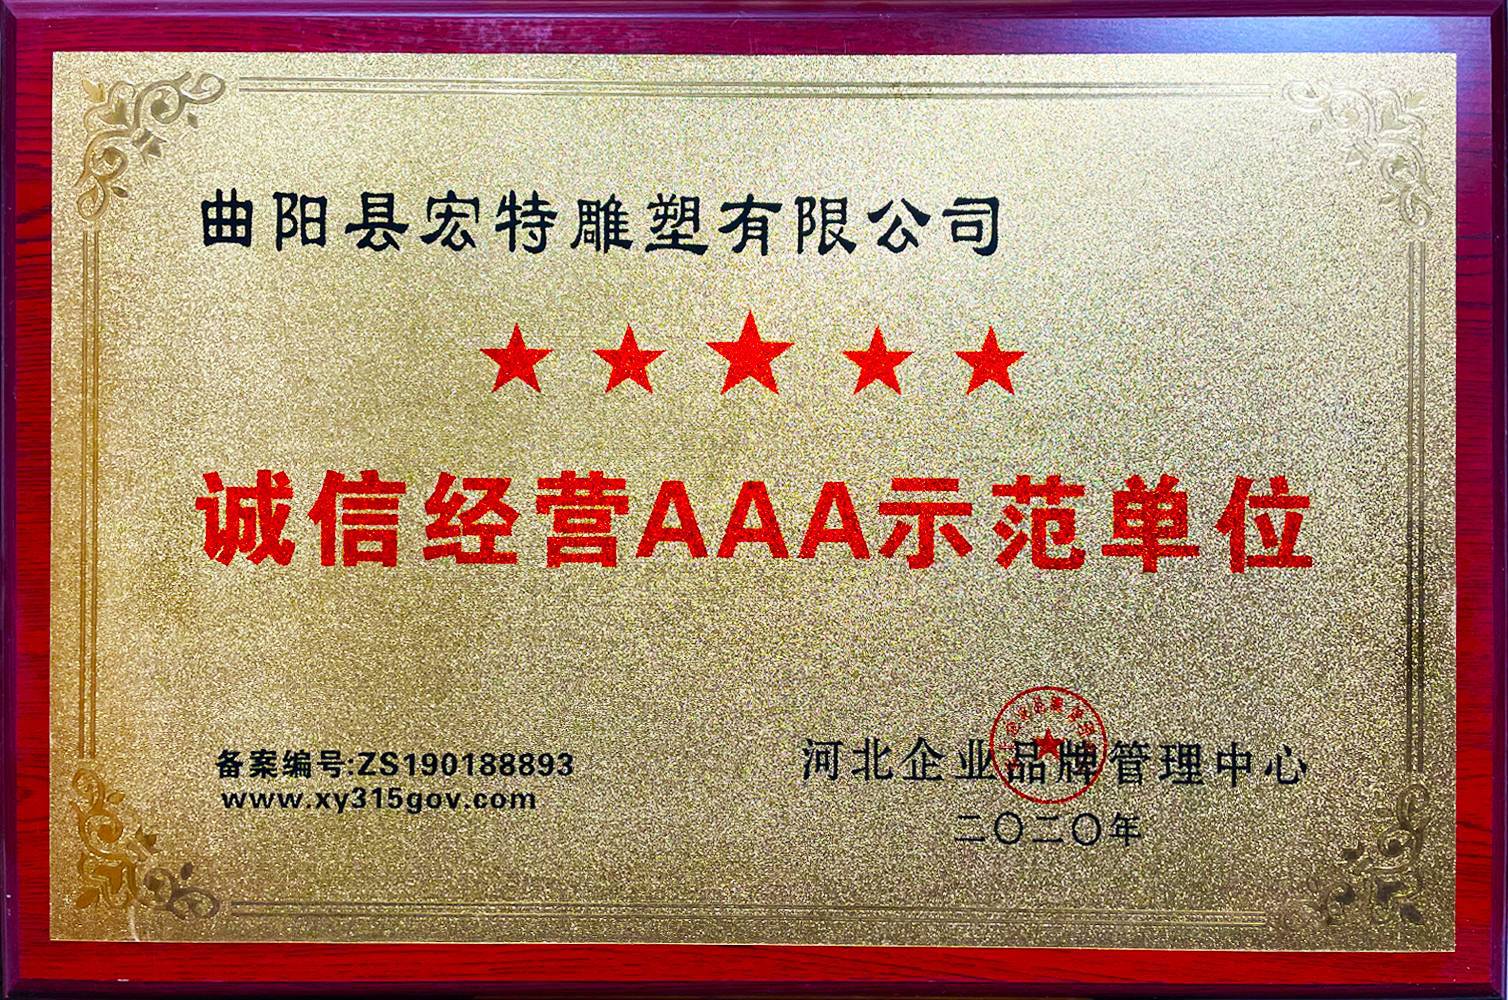 曲阳县宏特雕塑有限公司
诚信经营AAA示范单位
备案编号:ZS190188893
www.xy315gov.com
河北企业品牌管理中心
二〇二〇年